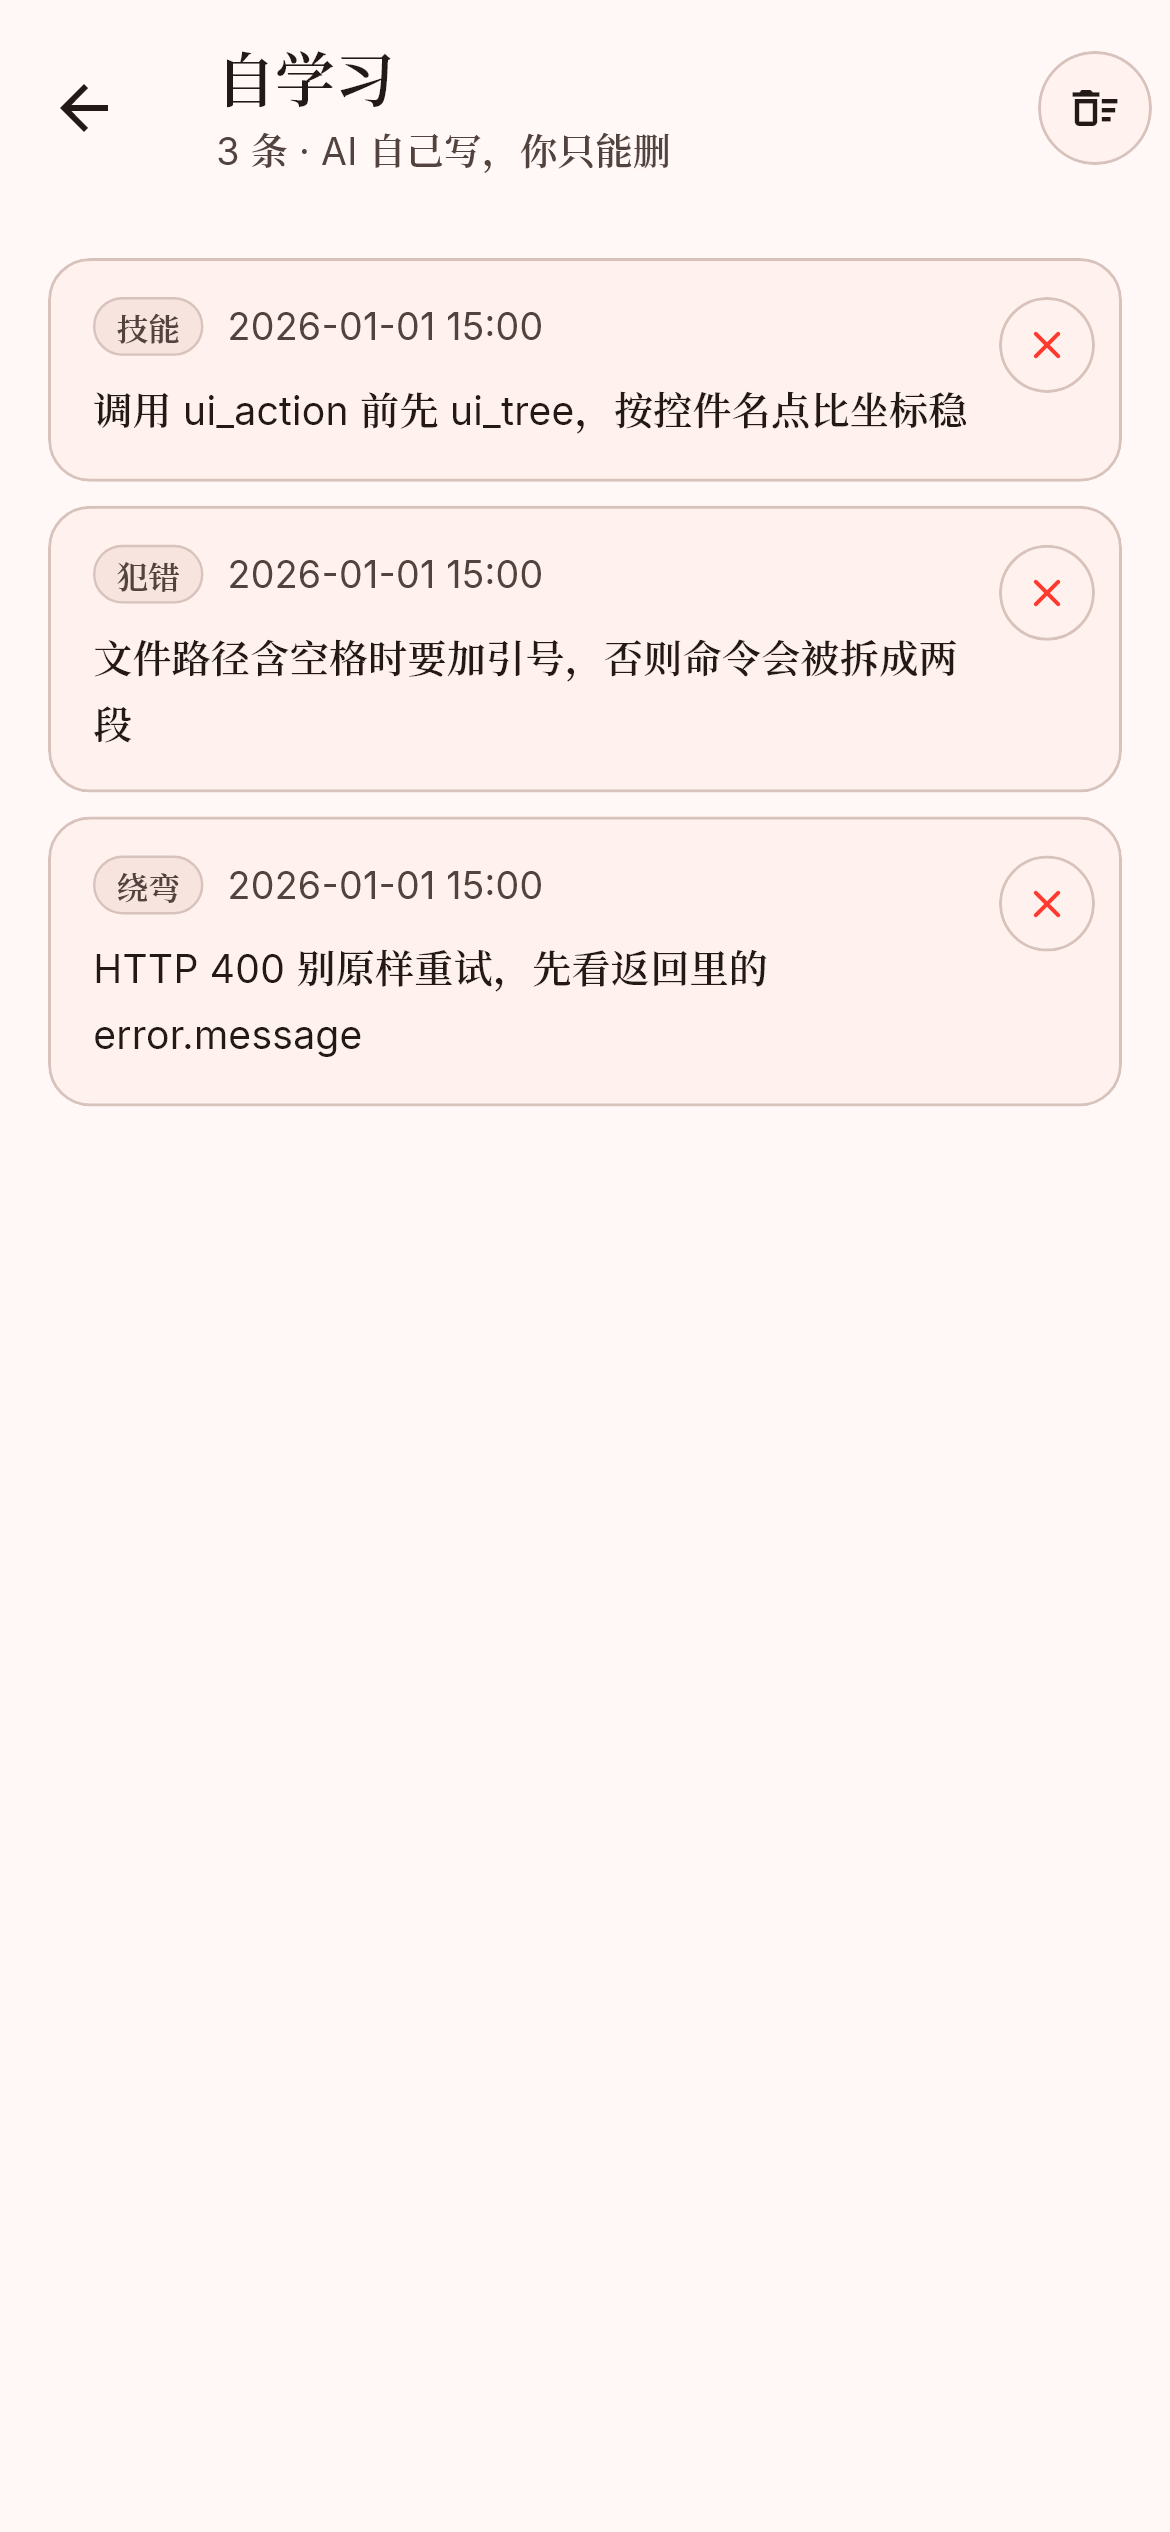 自学习
3 条 · AI 自己写，你只能删
技能 2026-01-01 15:00
调用 ui_action 前先 ui_tree，按控件名点比坐标稳
犯错 2026-01-01 15:00
文件路径含空格时要加引号，否则命令会被拆成两
段
绕弯 2026-01-01 15:00
HTTP 400 别原样重试，先看返回里的
error.message